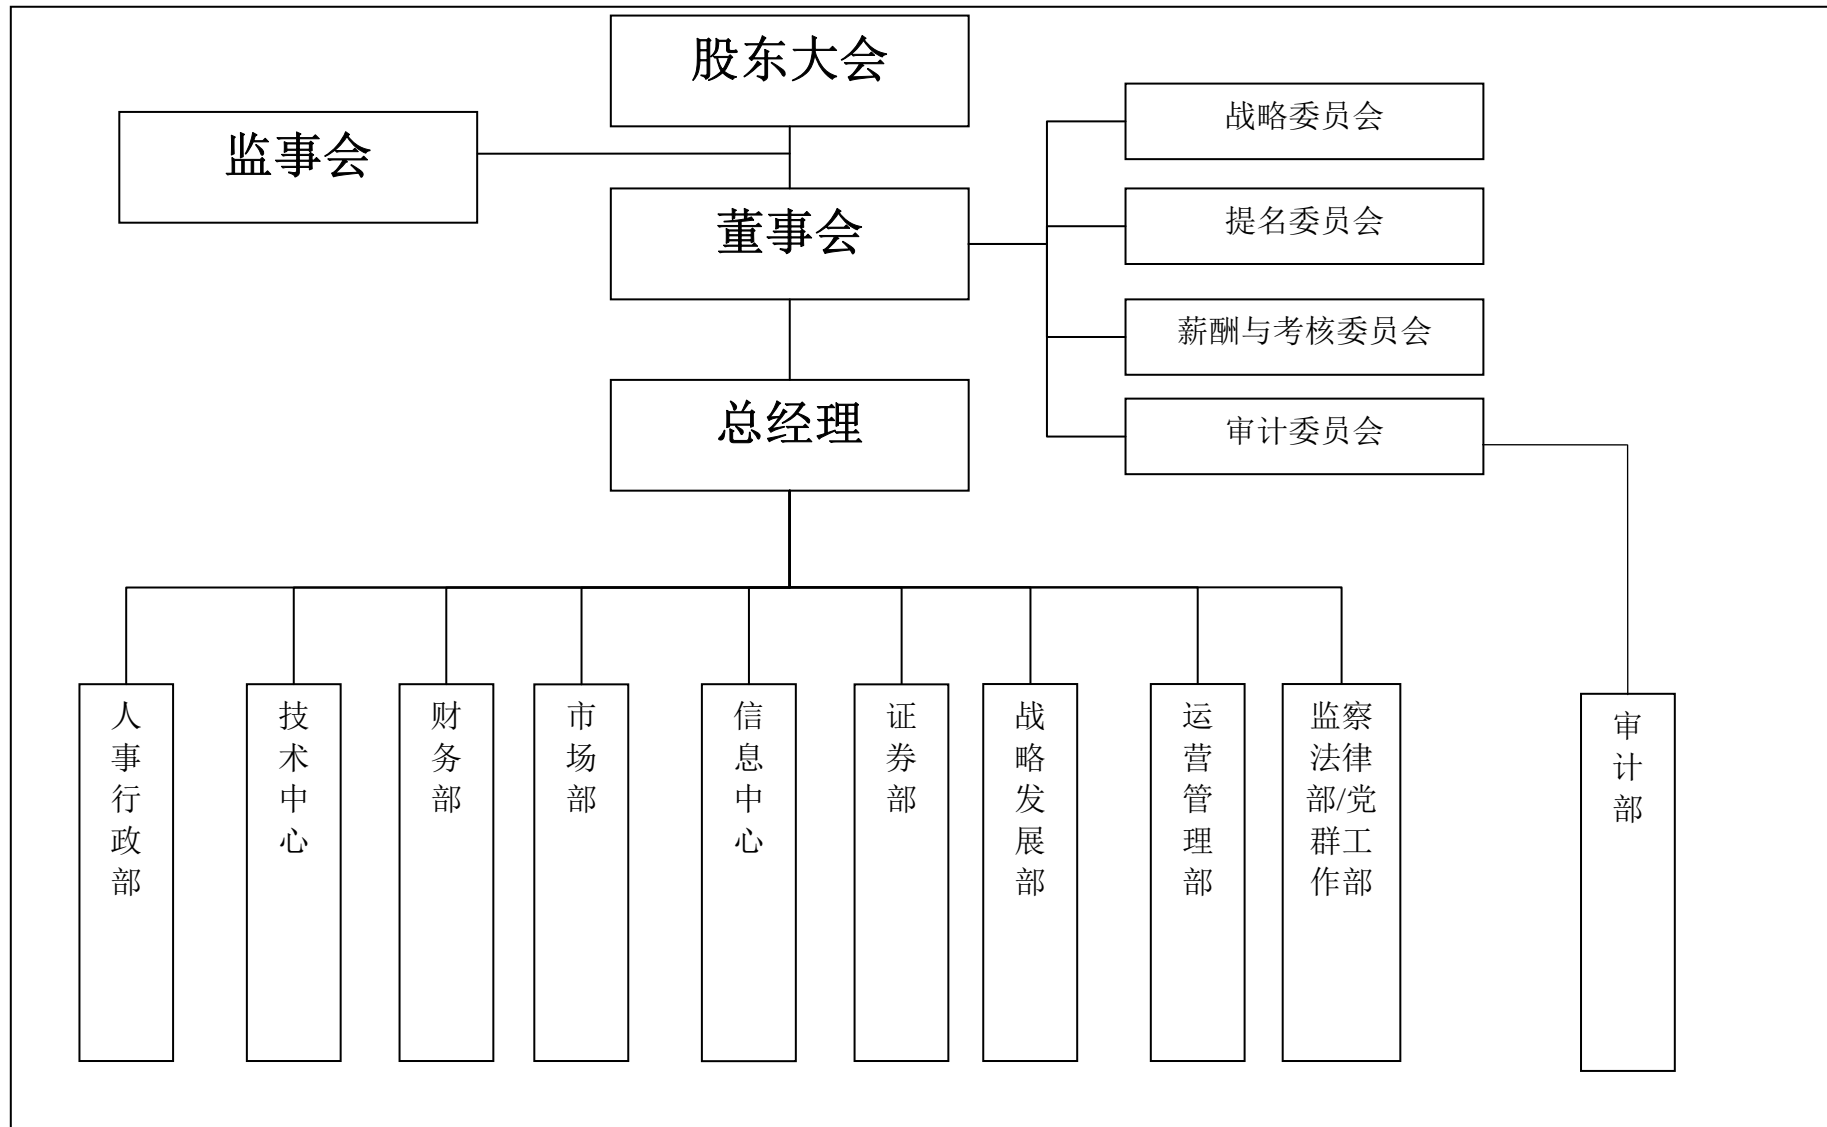 股东大会
监事会
战略委员会
提名委员会
董事会
薪酬与考核委员会
总经理
审计委员会
人事行政部
技术中心
财务部
市场部
信息中心
证券部
战略发展部
运营管理部
监察
法律
部/党
群工
作部
审计部